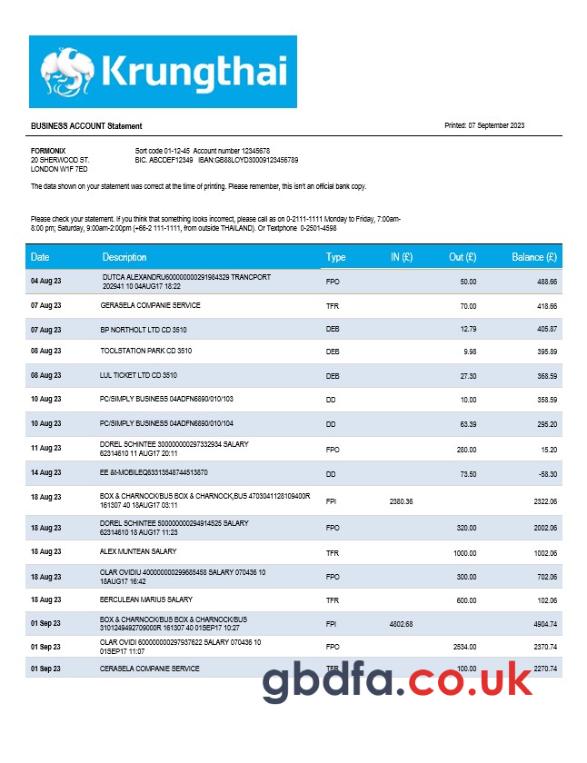 Krungthai
BUSINESS ACCOUNT Statement
Printed: 07 September 2023
FORMONIX
20 SHERWOOD ST.
LONDON W1F 7ED
Sort code 01-12-45 Account number 12345678
BIC. ABCDEF12349 IBAN:GB88LOYD30009123456789
The data shown on your statement was correct at the time of printing. Please remember, this isn't an official bank copy.
Please check your statement. If you think that something looks incorrect, please call as on 0-2111-1111 Monday to Friday, 7:00am-
8:00 pm; Saturday, 9:00am-2:00pm (+66-2 111-1111, from outside THAILAND). Or Textphone 0-2501-4598
Date Description Type IN (£) Out (£) Balance (£)
04 Aug 23 DUTCA ALEXANDRU600000000291984329 TRANCPORT FPO 50.00 488.66
202941 10 04AUG17 18:22
07 Aug 23 GERASELA COMPANIE SERVICE TFR 70.00 418.66
07 Aug 23 BP NORTHOLT LTD CD 3510 DEB 12.79 405.87
08 Aug 23 TOOLSTATION PARK CD 3510 DEB 9.98 395.89
08 Aug 23 LUL TICKET LTD CD 3510 DEB 27.30 368.59
10 Aug 23 PC/SIMPLY BUSINESS 04ADFN6890/010/103 DD 10.00 358.59
10 Aug 23 PC/SIMPLY BUSINESS 04ADFN6890/010/104 DD 63.39 295.20
11 Aug 23 DOREL SCHINTEE 300000000297332934 SALARY FPO 280.00 15.20
62314610 11 AUG17 20:11
14 Aug 23 EE &t-MOBILEQ63313548744513870 DD 73.50 -58.30
18 Aug 23 BOX & CHARNOCK/BUS BOX & CHARNOCK,BUS 4703041128109400R FPI 2380.36 2322.06
161307 40 18AUG17 03:11
18 Aug 23 DOREL SCHINTEE 500000000294914525 SALARY FPO 320.00 2002.06
62314610 18 AUG17 11:23
18 Aug 23 ALEX MUNTEAN SALARY TFR 1000.00 1002.06
18 Aug 23 CLAR OVIDIU 400000000299685458 SALARY 070436 10 FPO 300.00 702.06
18AUG17 16:42
18 Aug 23 BERCULEAN MARIUS SALARY TFR 600.00 102.06
01 Sep 23 BOX & CHARNOCK/BUS BOX & CHARNOCK/BUS FPI 4802.68 4904.74
3101249492709000R 161307 40 01SEP17 10:27
01 Sep 23 CLAR OVIDI 600000000297937622 SALARY 070436 10 FPO 2534.00 2370.74
01SEP17 11:07
01 Sep 23 CERASELA COMPANIE SERVICE TFR 100.00 2270.74
gbdfa.co.uk